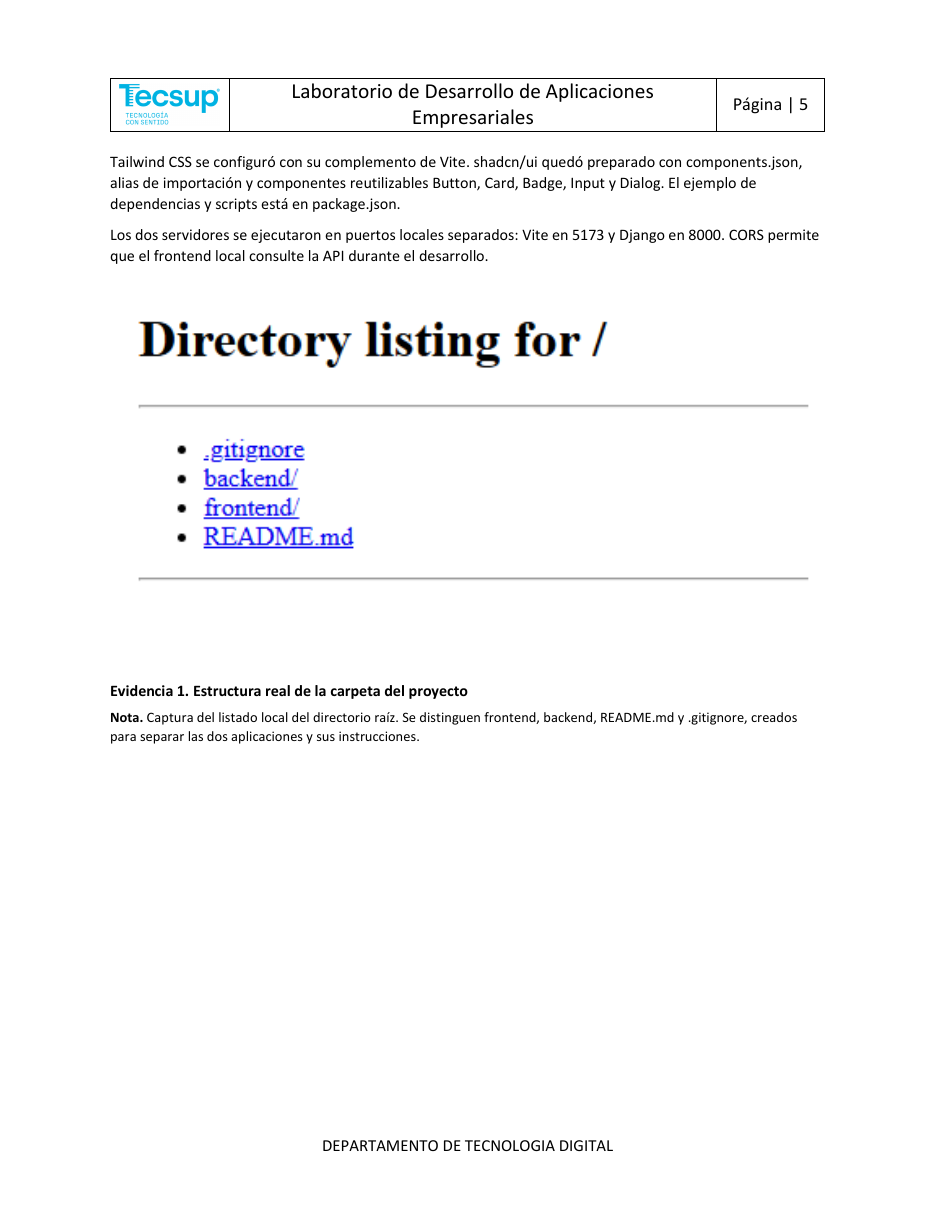 Tecsup
TECNOLOGÍA
CON SENTIDO
Laboratorio de Desarrollo de Aplicaciones
Empresariales
Página | 5
Tailwind CSS se configuró con su complemento de Vite. shadcn/ui quedó preparado con components.json,
alias de importación y componentes reutilizables Button, Card, Badge, Input y Dialog. El ejemplo de
dependencias y scripts está en package.json.
Los dos servidores se ejecutaron en puertos locales separados: Vite en 5173 y Django en 8000. CORS permite
que el frontend local consulte la API durante el desarrollo.
Directory listing for /
.gitignore
backend/
frontend/
README.md
Evidencia 1. Estructura real de la carpeta del proyecto
Nota. Captura del listado local del directorio raíz. Se distinguen frontend, backend, README.md y .gitignore, creados
para separar las dos aplicaciones y sus instrucciones.
DEPARTAMENTO DE TECNOLOGIA DIGITAL